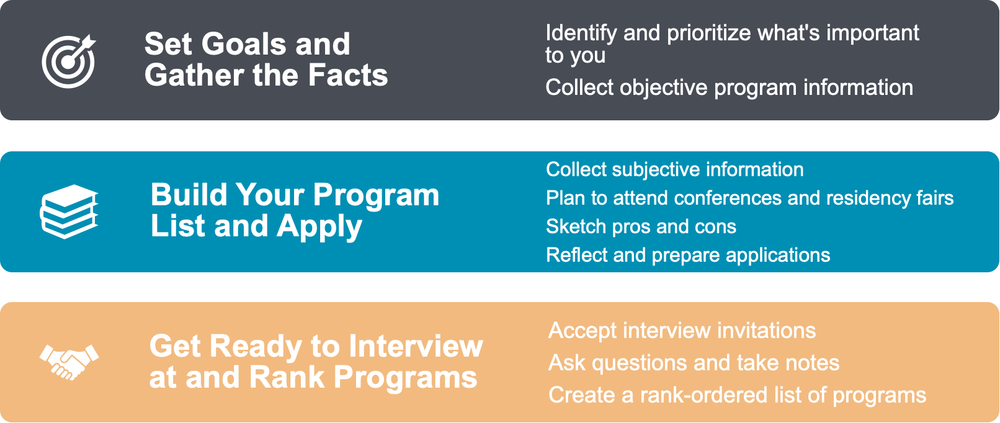 Set Goals and
Gather the Facts
Identify and prioritize what's important
to you
Collect objective program information
Build Your Program
List and Apply
Collect subjective information
Plan to attend conferences and residency fairs
Sketch pros and cons
Reflect and prepare applications
Get Ready to Interview
at and Rank Programs
Accept interview invitations
Ask questions and take notes
Create a rank-ordered list of programs